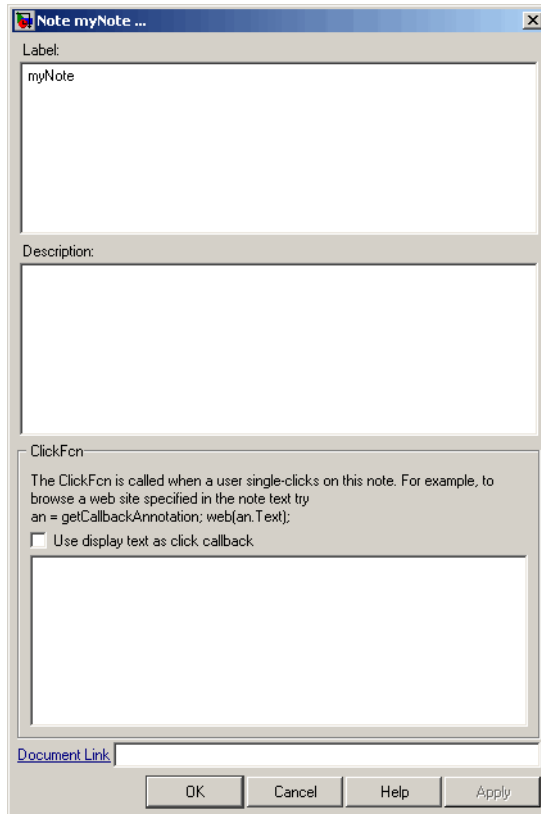 Note myNote ...
Label:
myNote
Description:
ClickFcn
The ClickFcn is called when a user single-clicks on this note. For example, to
browse a web site specified in the note text try
an = getCallbackAnnotation; web(an.Text);
Use display text as click callback
Document Link
OK Cancel Help Apply